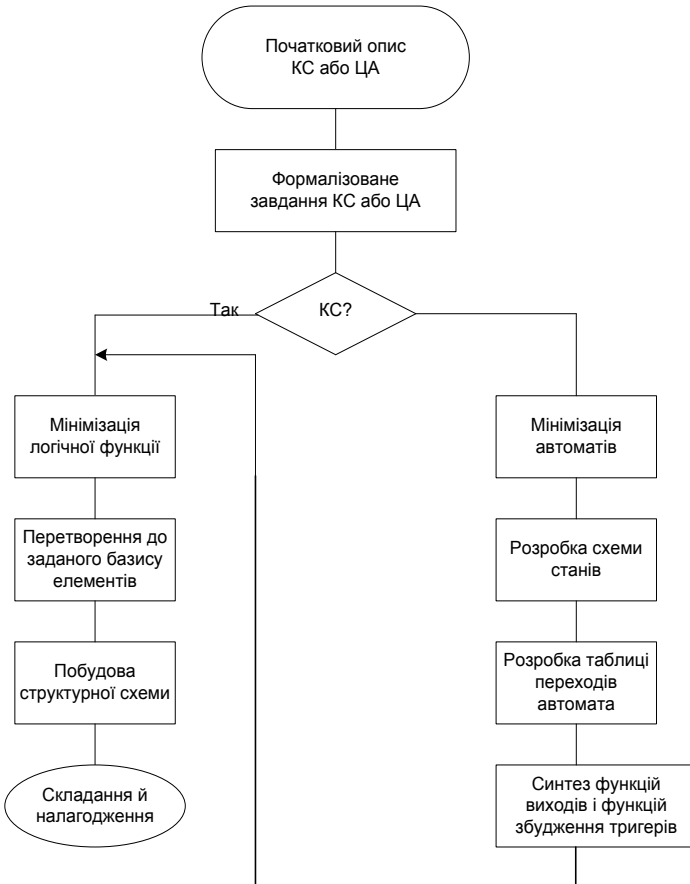 Початковий опис
КС або ЦА
Формалізоване
завдання КС або ЦА
Так
КС?
Мінімізація
логічної функції
Мінімізація
автоматів
Перетворення до
заданого базису
елементів
Розробка схеми
станів
Побудова
структурної схеми
Розробка таблиці
переходів
автомата
Складання й
налагодження
Синтез функцій
виходів і функцій
збудження тригерів